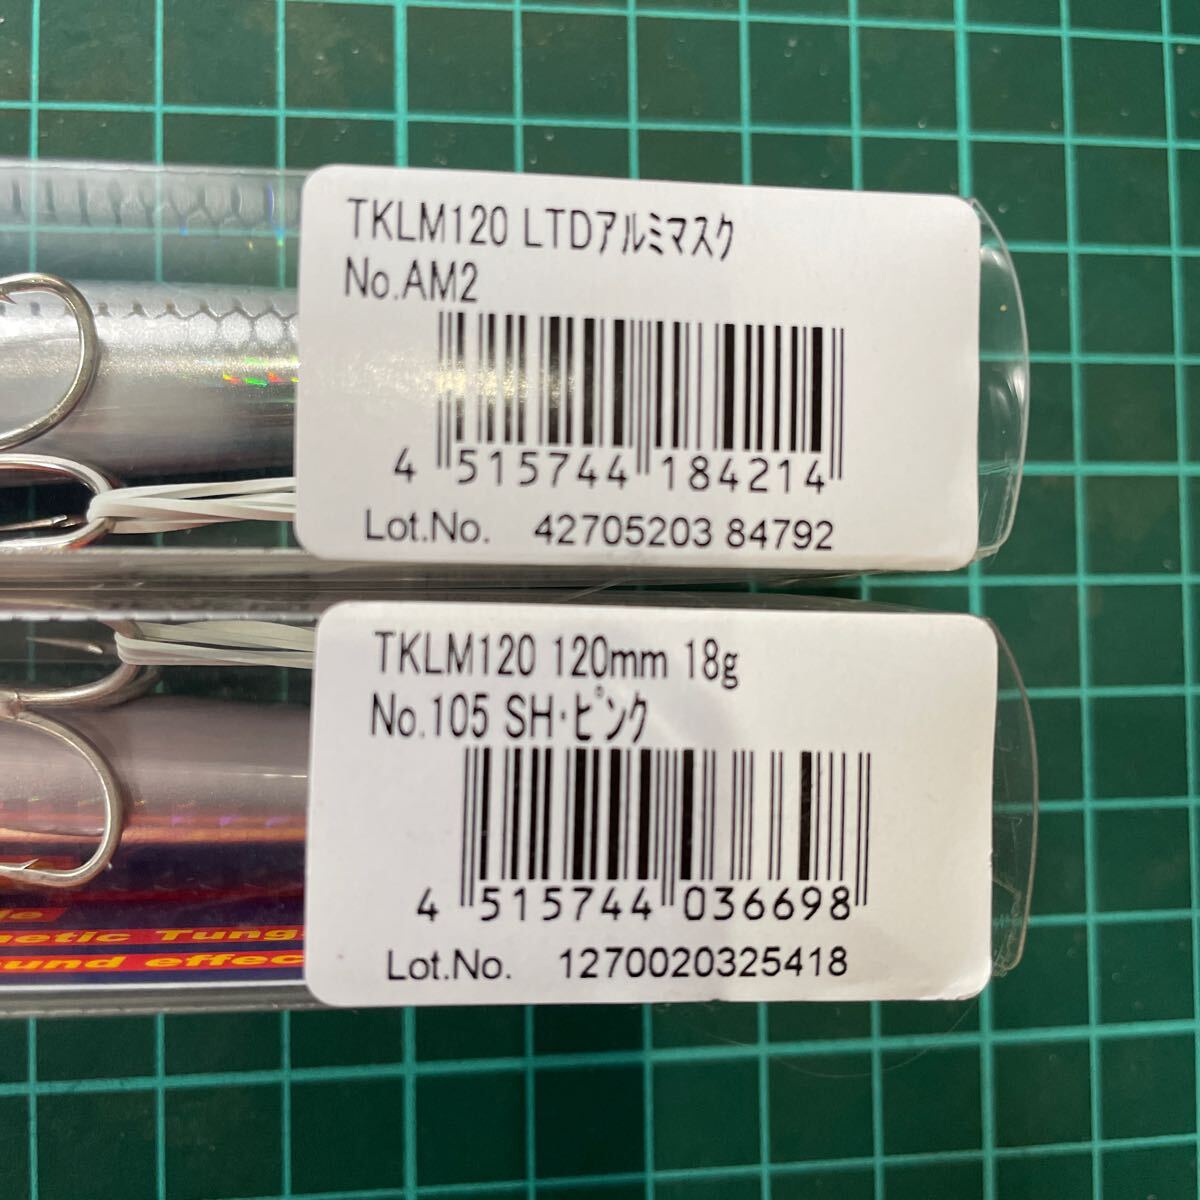 TKLM120 LTDｱﾙﾐﾏｽｸ
No.AM2
4 515744 184214
Lot.No. 42705203 84792
TKLM120 120mm 18g
No.105 SH･ﾋﾟﾝｸ
4 515744 036698
Lot.No. 1270020325418